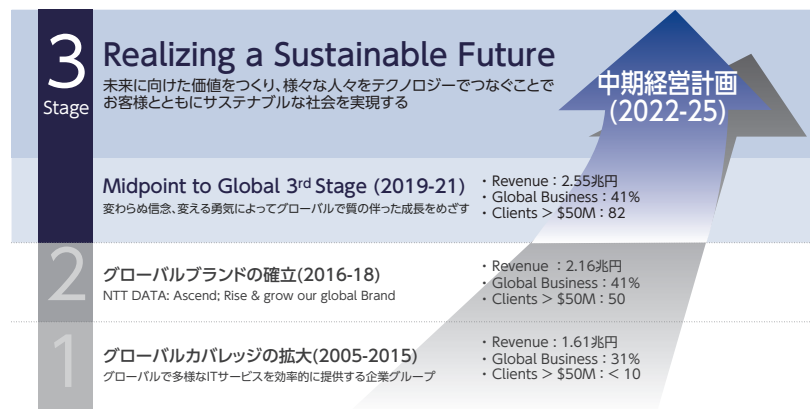 3
Stage
Realizing a Sustainable Future
未来に向けた価値をつくり、様々な人々をテクノロジーでつなぐことで
お客様とともにサステナブルな社会を実現する
中期経営計画
(2022-25)
Midpoint to Global 3rd Stage (2019-21)
変わらぬ信念、変える勇気によってグローバルで質の伴った成長をめざす
・Revenue：2.55兆円
・Global Business：41%
・Clients > $50M：82
2
グローバルブランドの確立(2016-18)
NTT DATA: Ascend; Rise & grow our global Brand
・Revenue ：2.16兆円
・Global Business：41%
・Clients > $50M：50
1
グローバルカバレッジの拡大(2005-2015)
グローバルで多様なITサービスを効率的に提供する企業グループ
・Revenue：1.61兆円
・Global Business：31%
・Clients > $50M：< 10